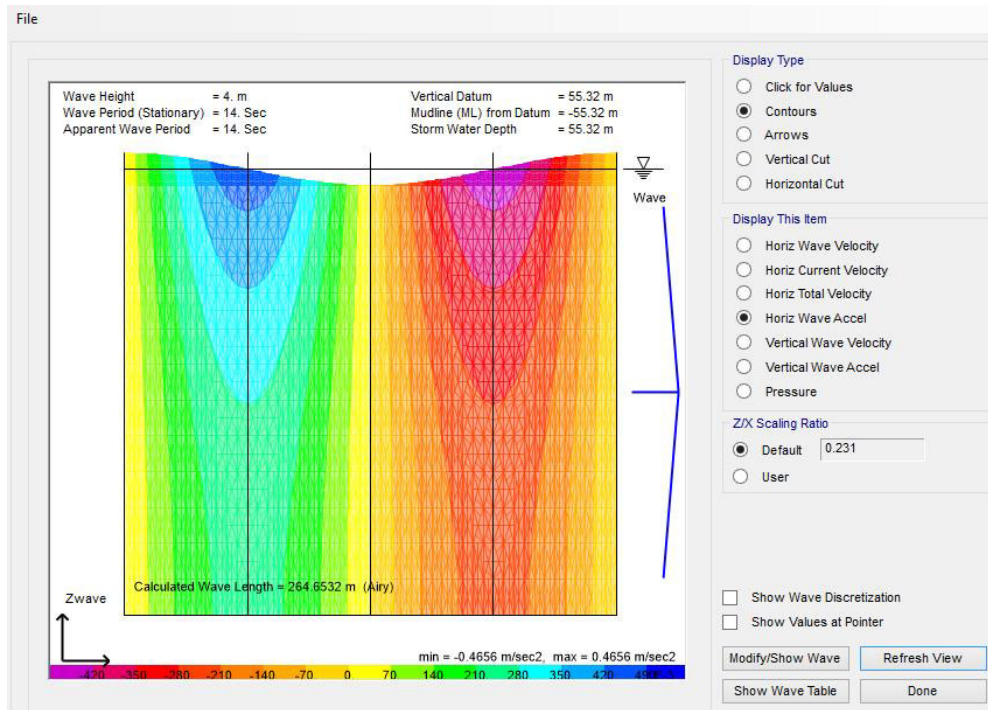 File
Wave Height = 4. m
Wave Period (Stationary) = 14. Sec
Apparent Wave Period = 14. Sec
Vertical Datum = 55.32 m
Mudline (ML) from Datum = -55.32 m
Storm Water Depth = 55.32 m
Wave
Calculated Wave Length = 264.6532 m (Airy)
Zwave
min = -0.4656 m/sec2, max = 0.4656 m/sec2
-420 -350 -280 -210 -140 -70 0 70 140 210 280 350 420
Display Type
Click for Values
Contours
Arrows
Vertical Cut
Horizontal Cut
Display This Item
Horiz Wave Velocity
Horiz Current Velocity
Horiz Total Velocity
Horiz Wave Accel
Vertical Wave Velocity
Vertical Wave Accel
Pressure
Z/X Scaling Ratio
Default 0.231
User
Show Wave Discretization
Show Values at Pointer
Modify/Show Wave Refresh View
Show Wave Table Done